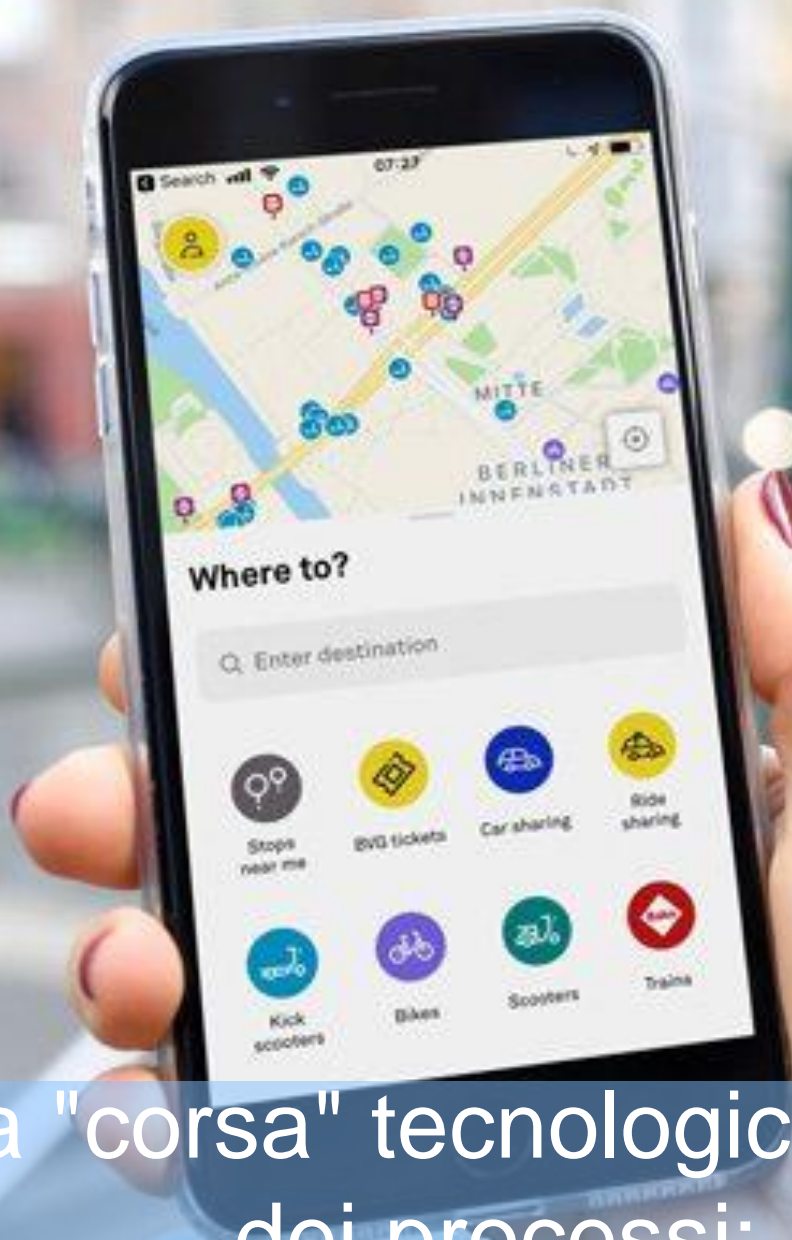 Search
07:27
MITTE
BERLINER
INNENSTADT
Where to?
Enter destination
Stops
near me
BVG tickets
Car sharing
Ride
sharing
Kick
scooters
Bikes
Scooters
Trains
a "corsa" tecnologic
dei processi: